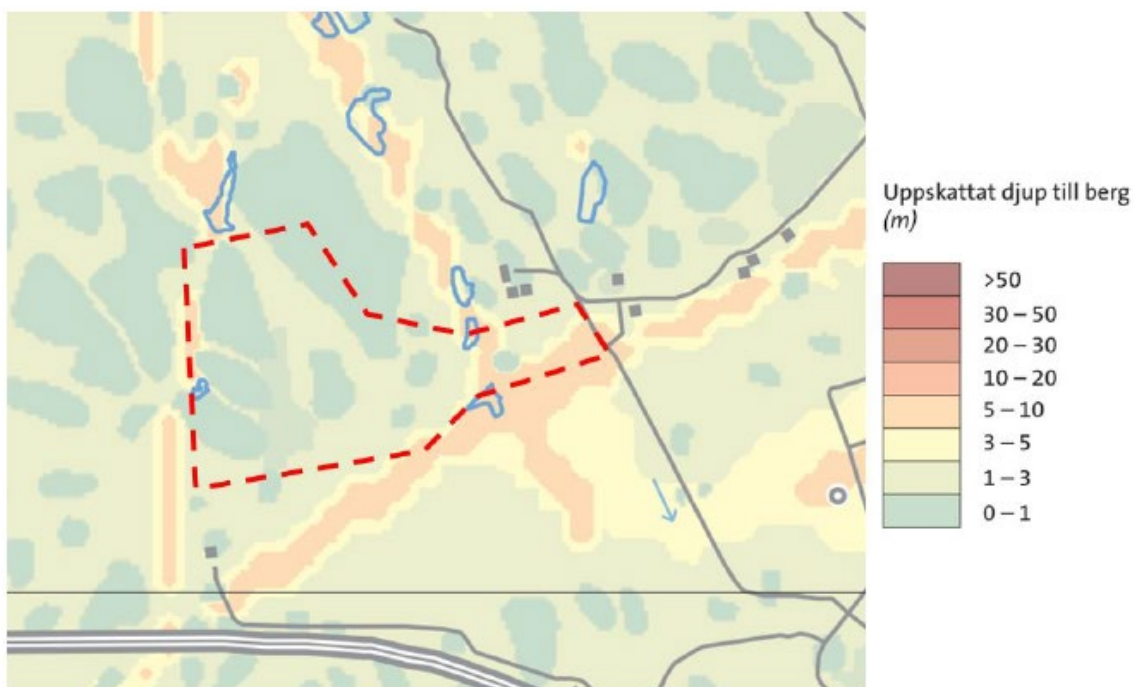 Uppskattat djup till berg
(m)
>50
30 – 50
20 – 30
10 – 20
5 – 10
3 – 5
1 – 3
0 – 1